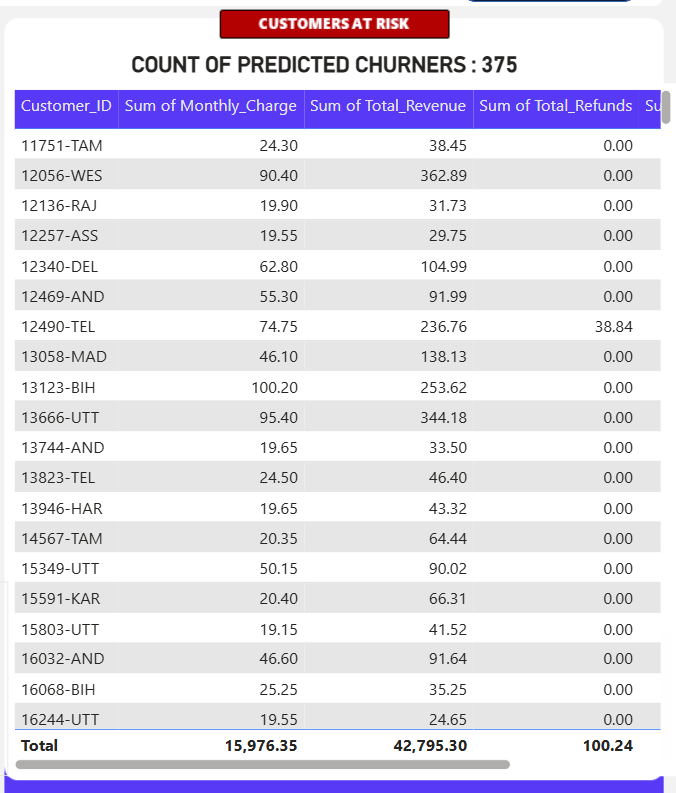 CUSTOMERS AT RISK
COUNT OF PREDICTED CHURNERS : 375
Customer_ID Sum of Monthly_Charge Sum of Total_Revenue Sum of Total_Refunds Su
11751-TAM 24.30 38.45 0.00
12056-WES 90.40 362.89 0.00
12136-RAJ 19.90 31.73 0.00
12257-ASS 19.55 29.75 0.00
12340-DEL 62.80 104.99 0.00
12469-AND 55.30 91.99 0.00
12490-TEL 74.75 236.76 38.84
13058-MAD 46.10 138.13 0.00
13123-BIH 100.20 253.62 0.00
13666-UTT 95.40 344.18 0.00
13744-AND 19.65 33.50 0.00
13823-TEL 24.50 46.40 0.00
13946-HAR 19.65 43.32 0.00
14567-TAM 20.35 64.44 0.00
15349-UTT 50.15 90.02 0.00
15591-KAR 20.40 66.31 0.00
15803-UTT 19.15 41.52 0.00
16032-AND 46.60 91.64 0.00
16068-BIH 25.25 35.25 0.00
16244-UTT 19.55 24.65 0.00
Total 15,976.35 42,795.30 100.24